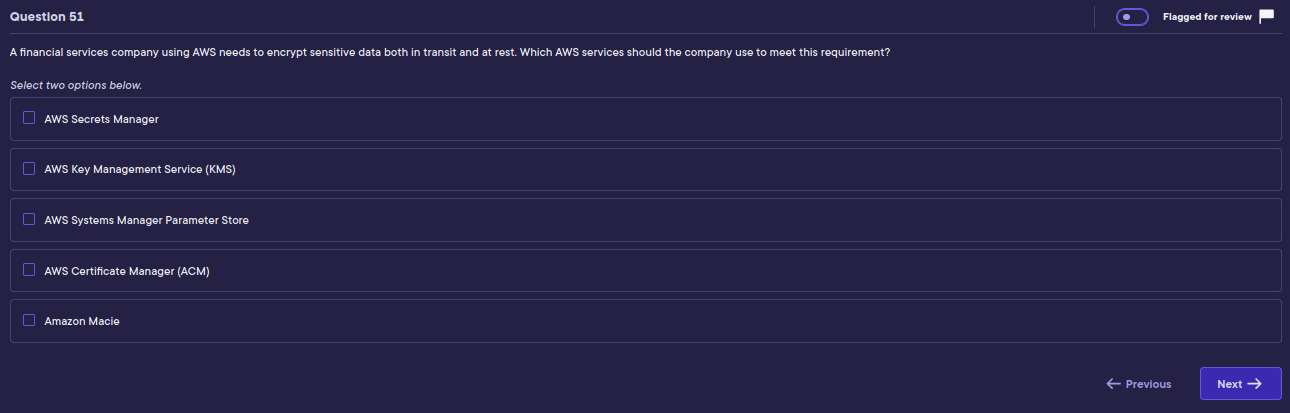 Question 51
Flagged for review
A financial services company using AWS needs to encrypt sensitive data both in transit and at rest. Which AWS services should the company use to meet this requirement?
Select two options below.
AWS Secrets Manager
AWS Key Management Service (KMS)
AWS Systems Manager Parameter Store
AWS Certificate Manager (ACM)
Amazon Macie
← Previous
Next →